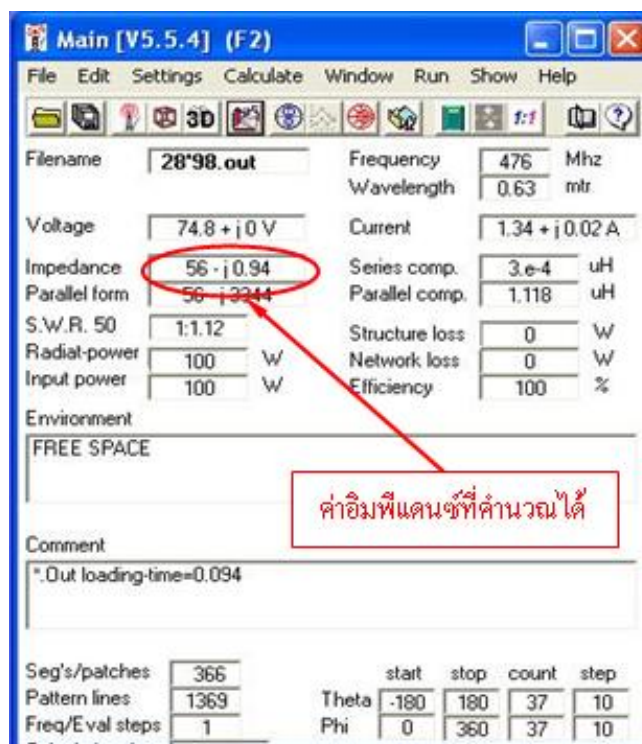 Main [V5.5.4] (F2)
File Edit Settings Calculate Window Run Show Help
3D 1:1
Filename 28"98.out Frequency 476 Mhz
Wavelength 0.63 mtr
Voltage 74.8 + j 0 V Current 1.34 + j 0.02 A
Impedance 56 - j 0.94 Series comp. 3.e-4 uH
Parallel form 56 - j 3344 Parallel comp. 1.118 uH
S.W.R. 50 1:1.12 Structure loss 0 W
Radiat-power 100 W Network loss 0 W
Input power 100 W Efficiency 100 %
Environment
FREE SPACE
ค่าอิมพีแดนซ์ที่คำนวณได้
Comment
*.Out loading-time=0.094
Seg's/patches 366 start stop count step
Pattern lines 1369 Theta -180 180 37 10
Freq/Eval steps 1 Phi 0 360 37 10